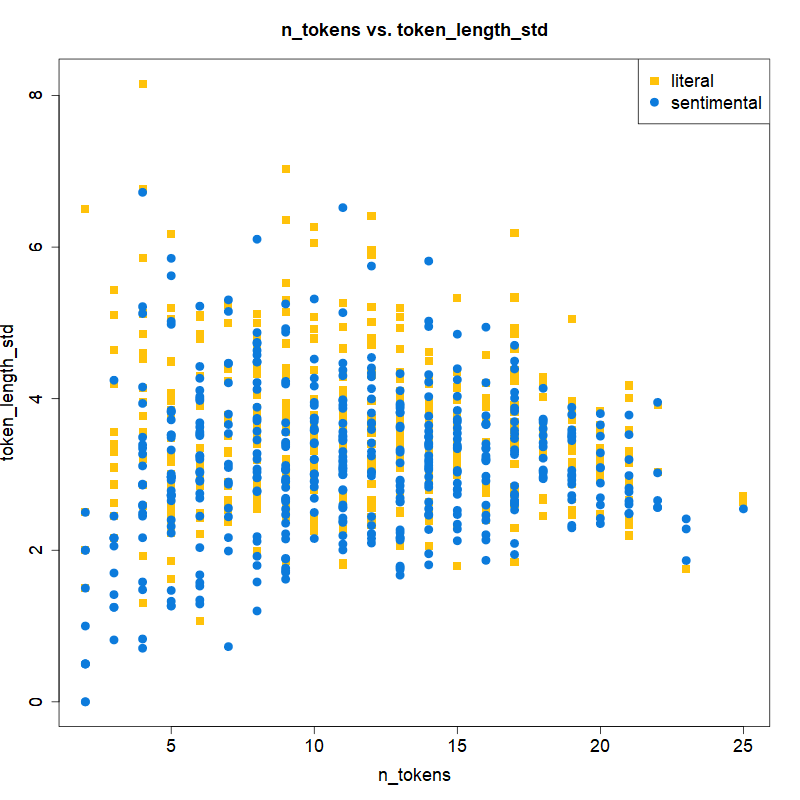 n_tokens vs. token_length_std
literal
sentimental
8
6
4
2
0
token_length_std
5 10 15 20 25
n_tokens